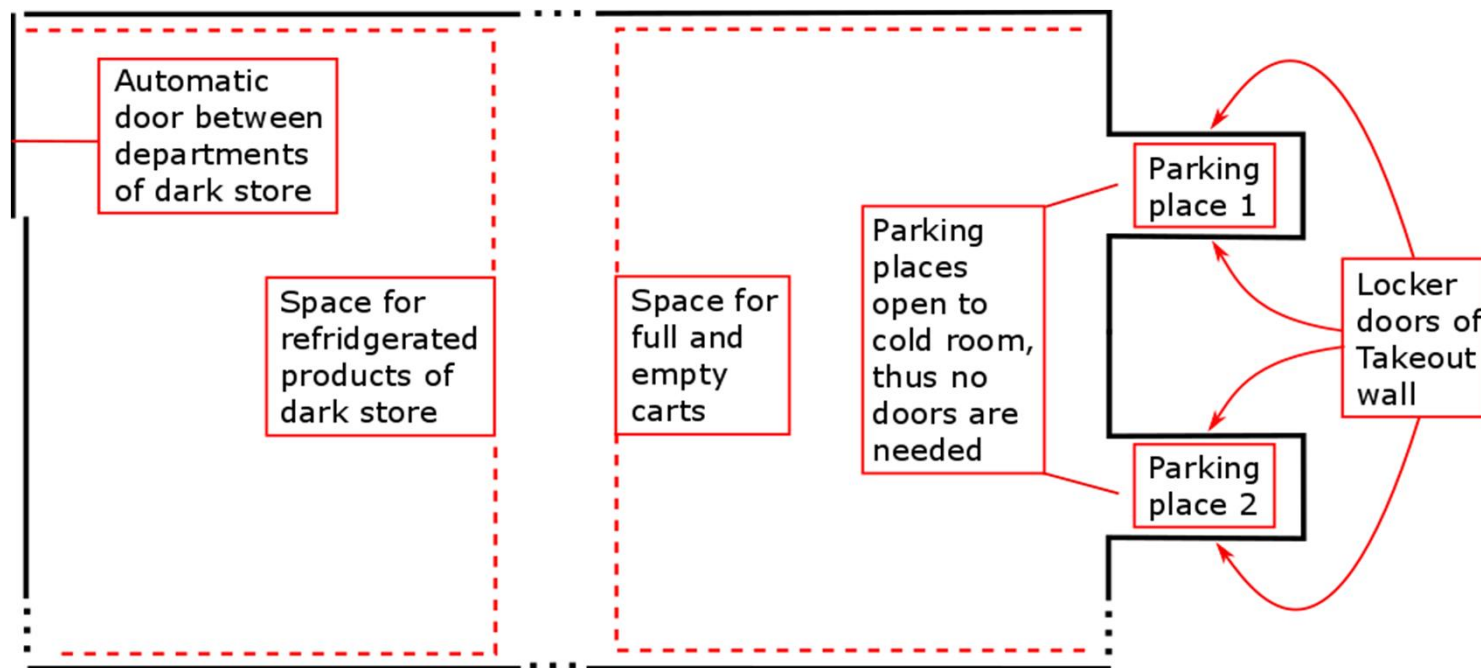 Automatic
door between
departments
of dark store
Space for
refridgerated
products of
dark store
Space for
full and
empty
carts
Parking
places
open to
cold room,
thus no
doors are
needed
Parking
place 1
Parking
place 2
Locker
doors of
Takeout
wall